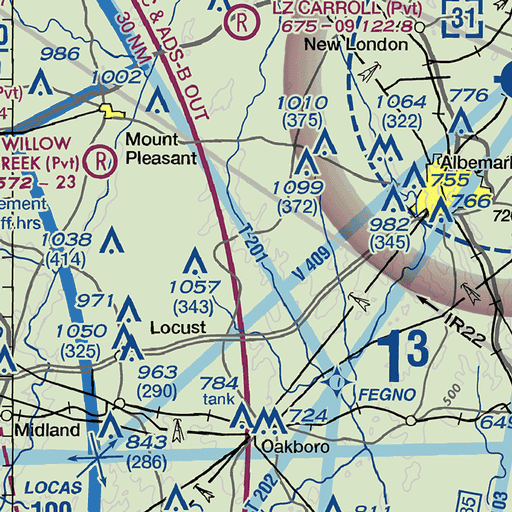 LZ CARROLL (Pvt)
675 - 09 122.8
New London
31
C & ADS-B OUT
30 NM
986
1002
1010
(375)
1064
(322)
776
R
WILLOW
(Pvt)
572 - 23
R
Mount
Pleasant
1099
(372)
755
766
982
(345)
1038
(414)
T-201
V 409
1057
(343)
971
1050
(325)
Locust
IR22
13
963
(290)
784
tank
724
FEGNO
500
Midland
843
(286)
Oakboro
LOCAS
T 202
35